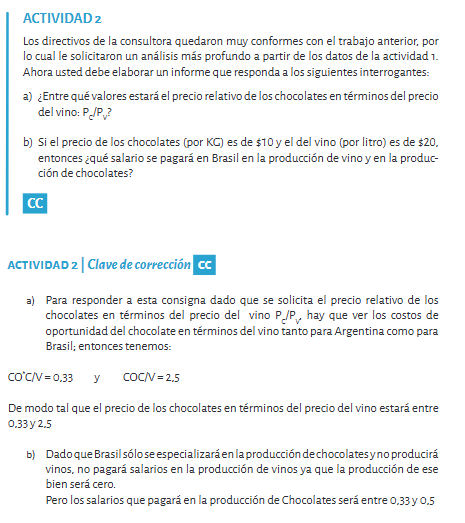 ACTIVIDAD 2
Los directivos de la consultora quedaron muy conformes con el trabajo anterior, por
lo cual le solicitaron un análisis más profundo a partir de los datos de la actividad 1.
Ahora usted debe elaborar un informe que responda a los siguientes interrogantes:
a) ¿Entre qué valores estará el precio relativo de los chocolates en términos del precio
del vino: Pc/Pv?
b) Si el precio de los chocolates (por KG) es de $10 y el del vino (por litro) es de $20,
entonces ¿qué salario se pagará en Brasil en la producción de vino y en la produc-
ción de chocolates?
CC
ACTIVIDAD 2 | Clave de corrección CC
a) Para responder a esta consigna dado que se solicita el precio relativo de los
chocolates en términos del precio del vino Pc/Pv, hay que ver los costos de
oportunidad del chocolate en términos del vino tanto para Argentina como para
Brasil; entonces tenemos:
CO*C/V = 0,33 y COC/V = 2,5
De modo tal que el precio de los chocolates en términos del precio del vino estará entre
0,33 y 2,5
b) Dado que Brasil sólo se especializará en la producción de chocolates y no producirá
vinos, no pagará salarios en la producción de vinos ya que la producción de ese
bien será cero.
Pero los salarios que pagará en la producción de Chocolates será entre 0,33 y 0,5